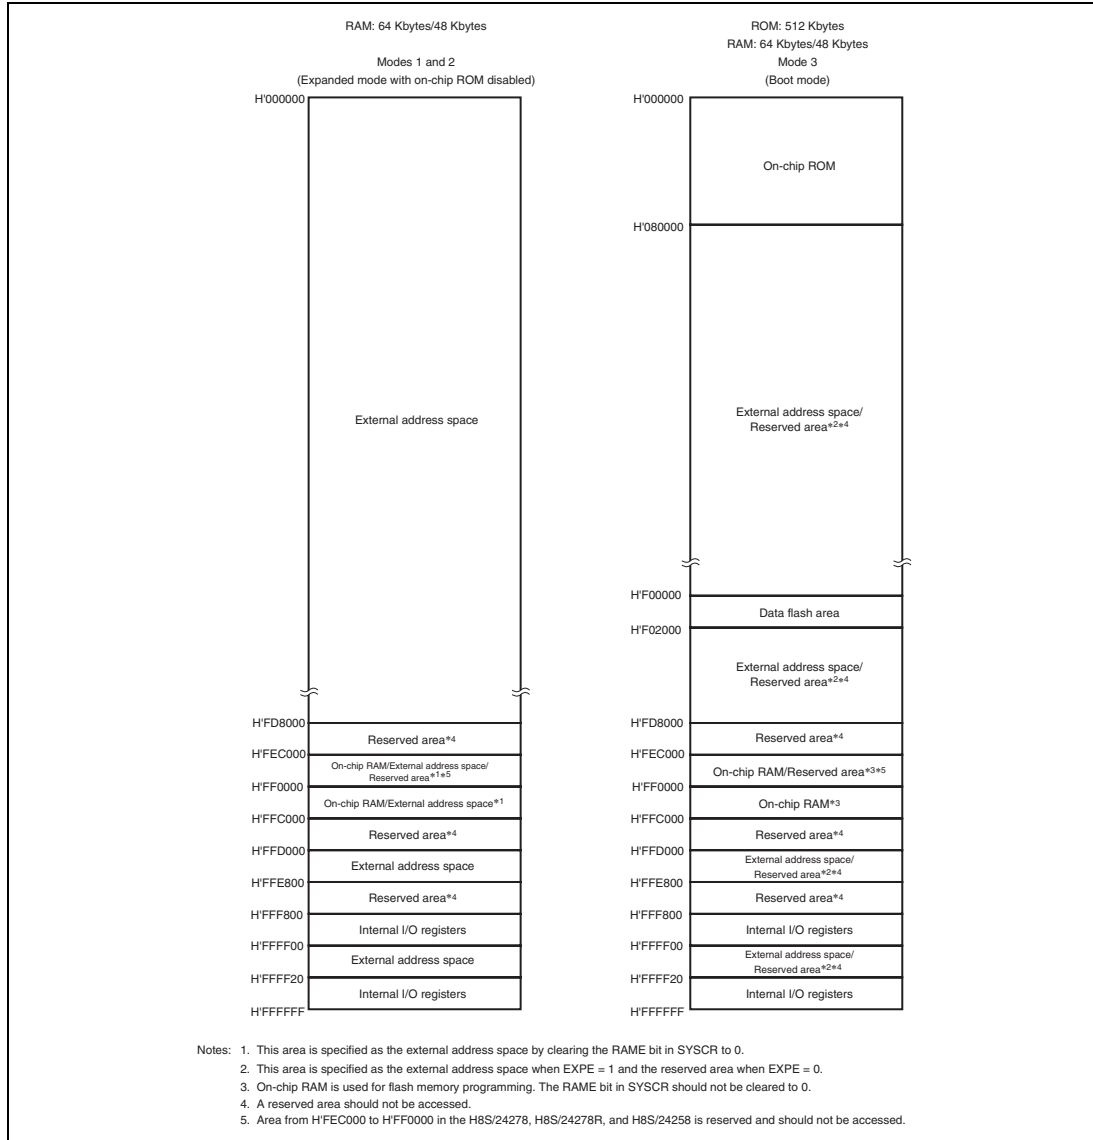 RAM: 64 Kbytes/48 Kbytes
Modes 1 and 2
(Expanded mode with on-chip ROM disabled)
H'000000
External address space
H'FD8000
Reserved area*4
H'FEC000
On-chip RAM/External address space/
Reserved area*1*5
H'FF0000
On-chip RAM/External address space*1
H'FFC000
Reserved area*4
H'FFD000
External address space
H'FFE800
Reserved area*4
H'FFF800
Internal I/O registers
H'FFFF00
External address space
H'FFFF20
Internal I/O registers
H'FFFFFF
ROM: 512 Kbytes
RAM: 64 Kbytes/48 Kbytes
Mode 3
(Boot mode)
H'000000
On-chip ROM
H'080000
External address space/
Reserved area*2*4
H'F00000
Data flash area
H'F02000
External address space/
Reserved area*2*4
H'FD8000
Reserved area*4
H'FEC000
On-chip RAM/Reserved area*3*5
H'FF0000
On-chip RAM*3
H'FFC000
Reserved area*4
H'FFD000
External address space/
Reserved area*2*4
H'FFE800
Reserved area*4
H'FFF800
Internal I/O registers
H'FFFF00
External address space/
Reserved area*2*4
H'FFFF20
Internal I/O registers
H'FFFFFF
Notes: 1. This area is specified as the external address space by clearing the RAME bit in SYSCR to 0.
2. This area is specified as the external address space when EXPE = 1 and the reserved area when EXPE = 0.
3. On-chip RAM is used for flash memory programming. The RAME bit in SYSCR should not be cleared to 0.
4. A reserved area should not be accessed.
5. Area from H'FEC000 to H'FF0000 in the H8S/24278, H8S/24278R, and H8S/24258 is reserved and should not be accessed.